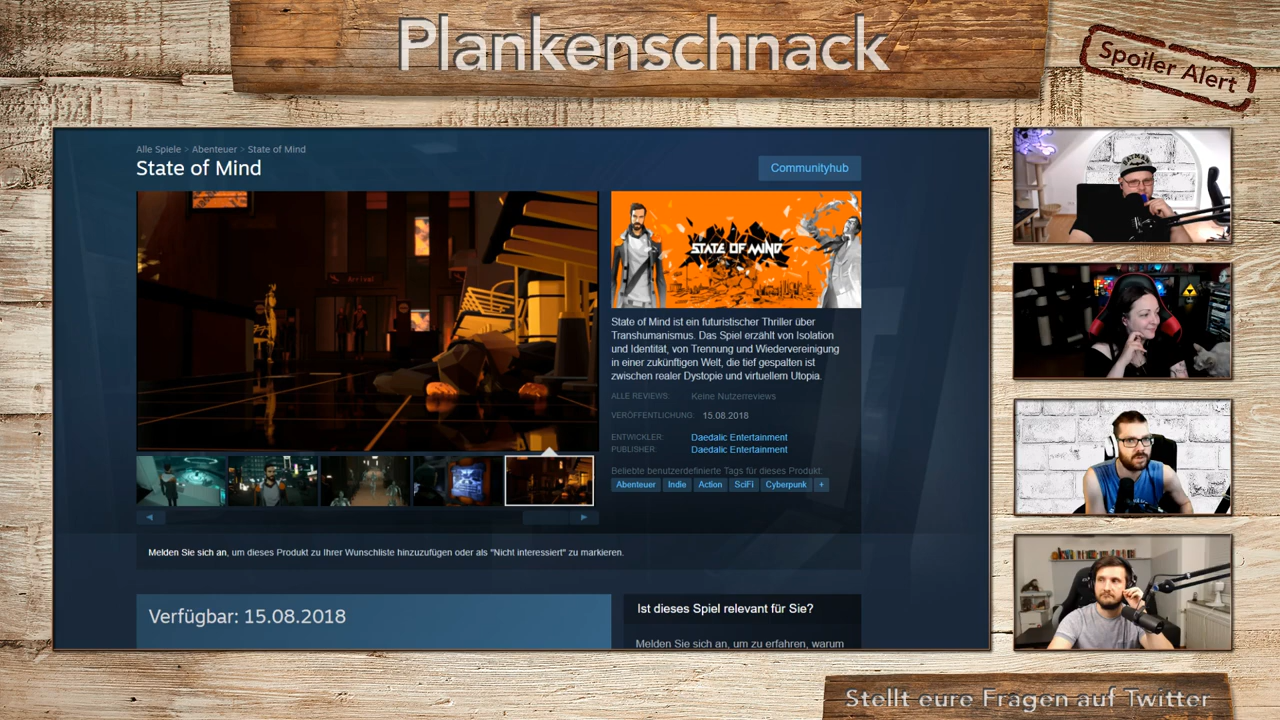 Plankenschnack
Spoiler Alert
Alle Spiele > Abenteuer > State of Mind
State of Mind
Communityhub
Arrival
STATE OF MIND
State of Mind ist ein futuristischer Thriller über
Transhumanismus. Das Spiel erzählt von Isolation
und Identität, von Trennung und Wiedervereinigung
in einer zukünftigen Welt, die tief gespalten ist
zwischen realer Dystopie und virtuellem Utopia.
ALLE REVIEWS: Keine Nutzerreviews
VERÖFFENTLICHUNG: 15.08.2018
ENTWICKLER: Daedalic Entertainment
PUBLISHER: Daedalic Entertainment
Beliebte benutzerdefinierte Tags für dieses Produkt:
Abenteuer Indie Action SciFi Cyberpunk +
Melden Sie sich an, um dieses Produkt zu Ihrer Wunschliste hinzuzufügen oder als "Nicht interessiert" zu markieren.
Verfügbar: 15.08.2018
Ist dieses Spiel relevant für Sie?
Melden Sie sich an, um zu erfahren, warum
Stellt eure Fragen auf Twitter